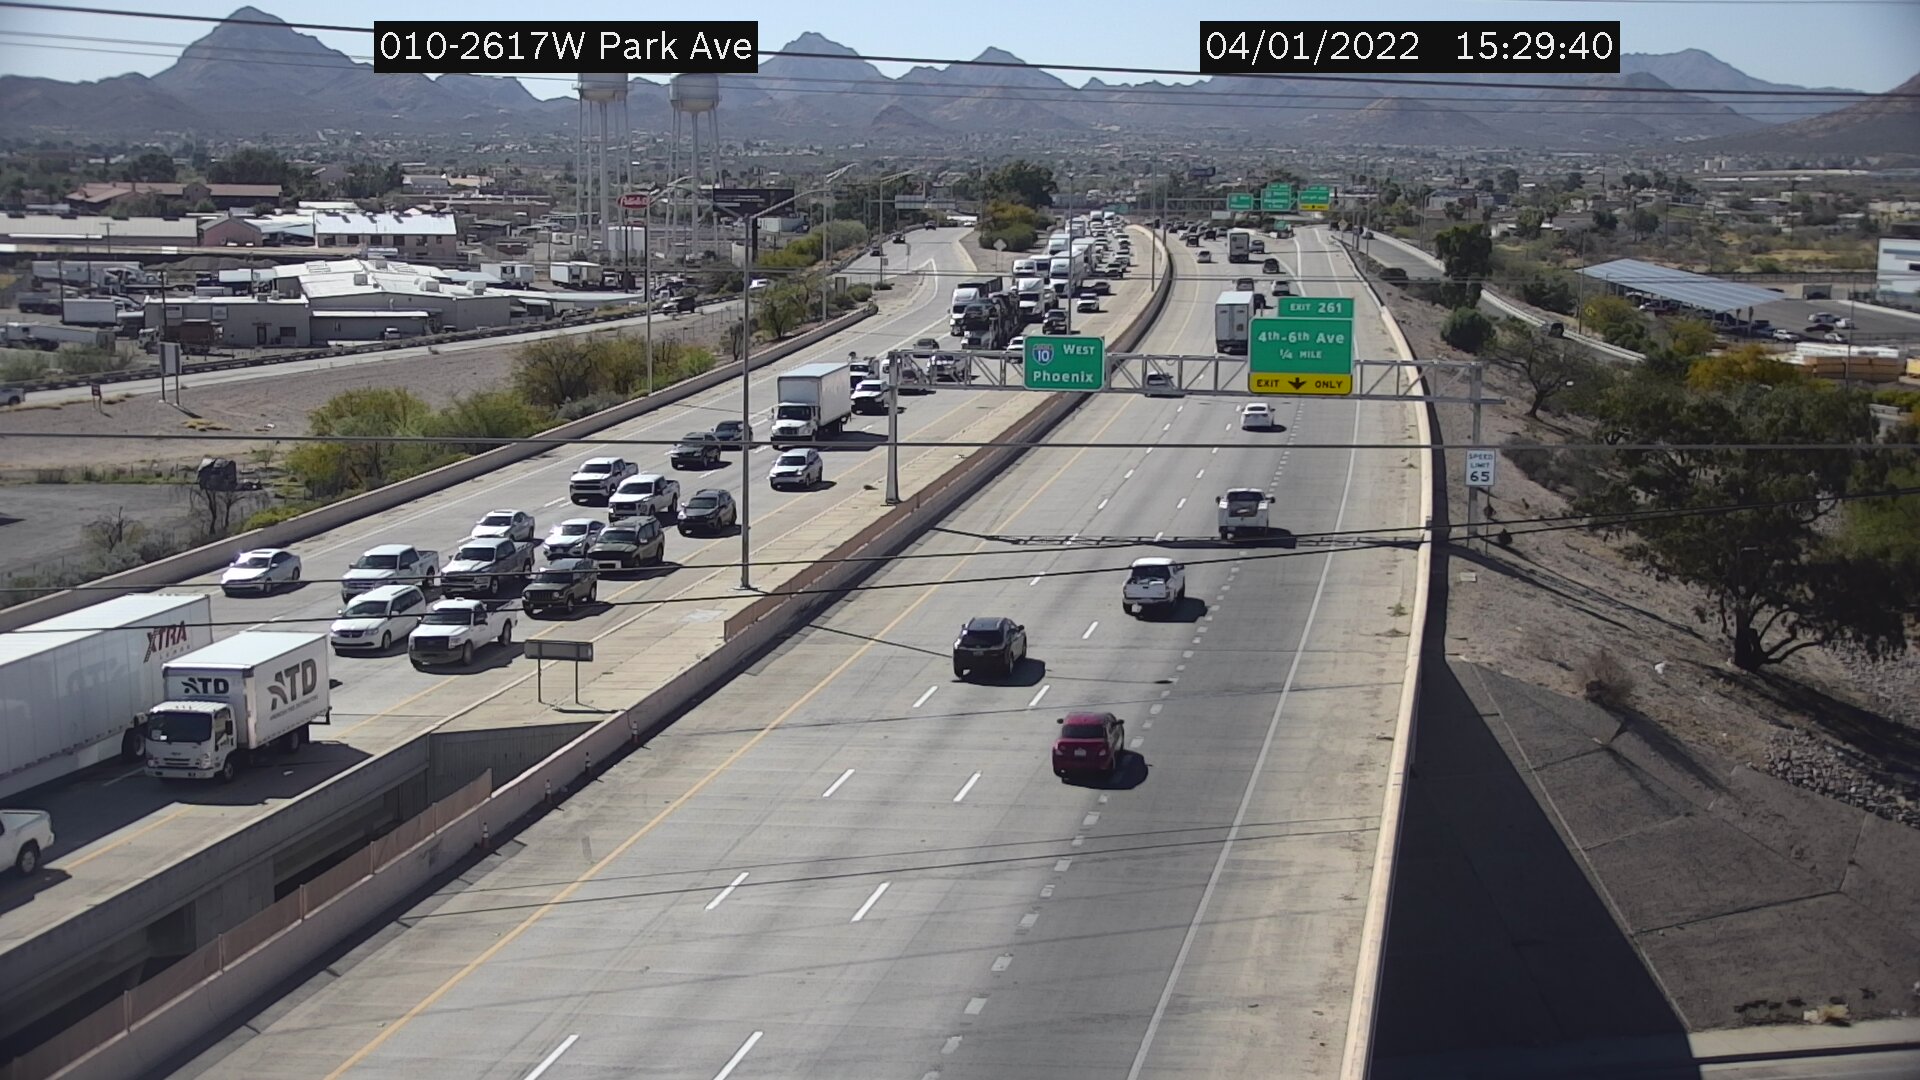 010-2617W Park Ave
04/01/2022 15:29:40
EXIT 261
4th-6th Ave
1/4 MILE
EXIT ONLY
10 WEST
Phoenix
SPEED
LIMIT
65
XTRA
LEASE
ATD
ATD